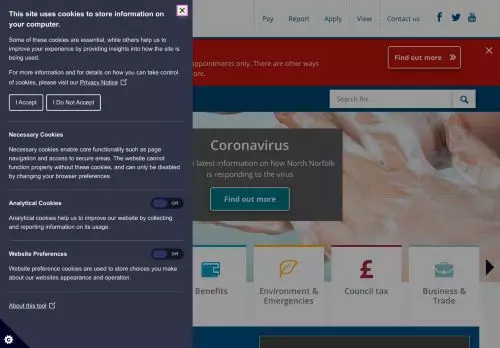 This site uses cookies to store information on
your computer.
Some of these cookies are essential, while others help us to
improve your experience by providing insights into how the site is
being used.
For more information and for details on how you can take control
of cookies, please visit our Privacy Notice
I Accept
I Do Not Accept
Necessary Cookies
Necessary cookies enable core functionality such as page
navigation and access to secure areas. The website cannot
function properly without these cookies, and can only be disabled
by changing your browser preferences.
Analytical Cookies
Off
Analytical cookies help us to improve our website by collecting
and reporting information on its usage.
Website Preferences
Off
Website preference cookies are used to store choices you make
about our websites appearance and operation.
About this tool
Pay Report Apply View Contact us
appointments only. There are other ways
ore.
Find out more
Search for....
Coronavirus
e latest information on how North Norfolk
is responding to the virus
Find out more
Benefits
Environment &
Emergencies
Council tax
Business &
Trade